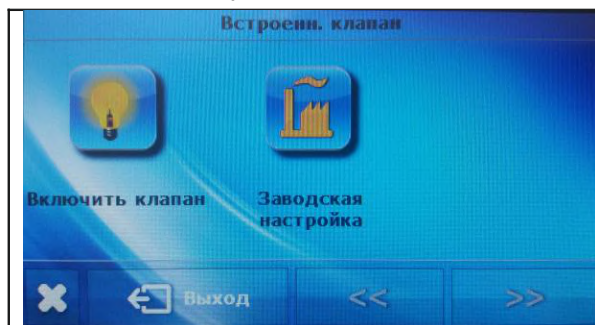 Встроенн. клапан
Включить клапан
Заводская
настройка
Выход
<<
>>